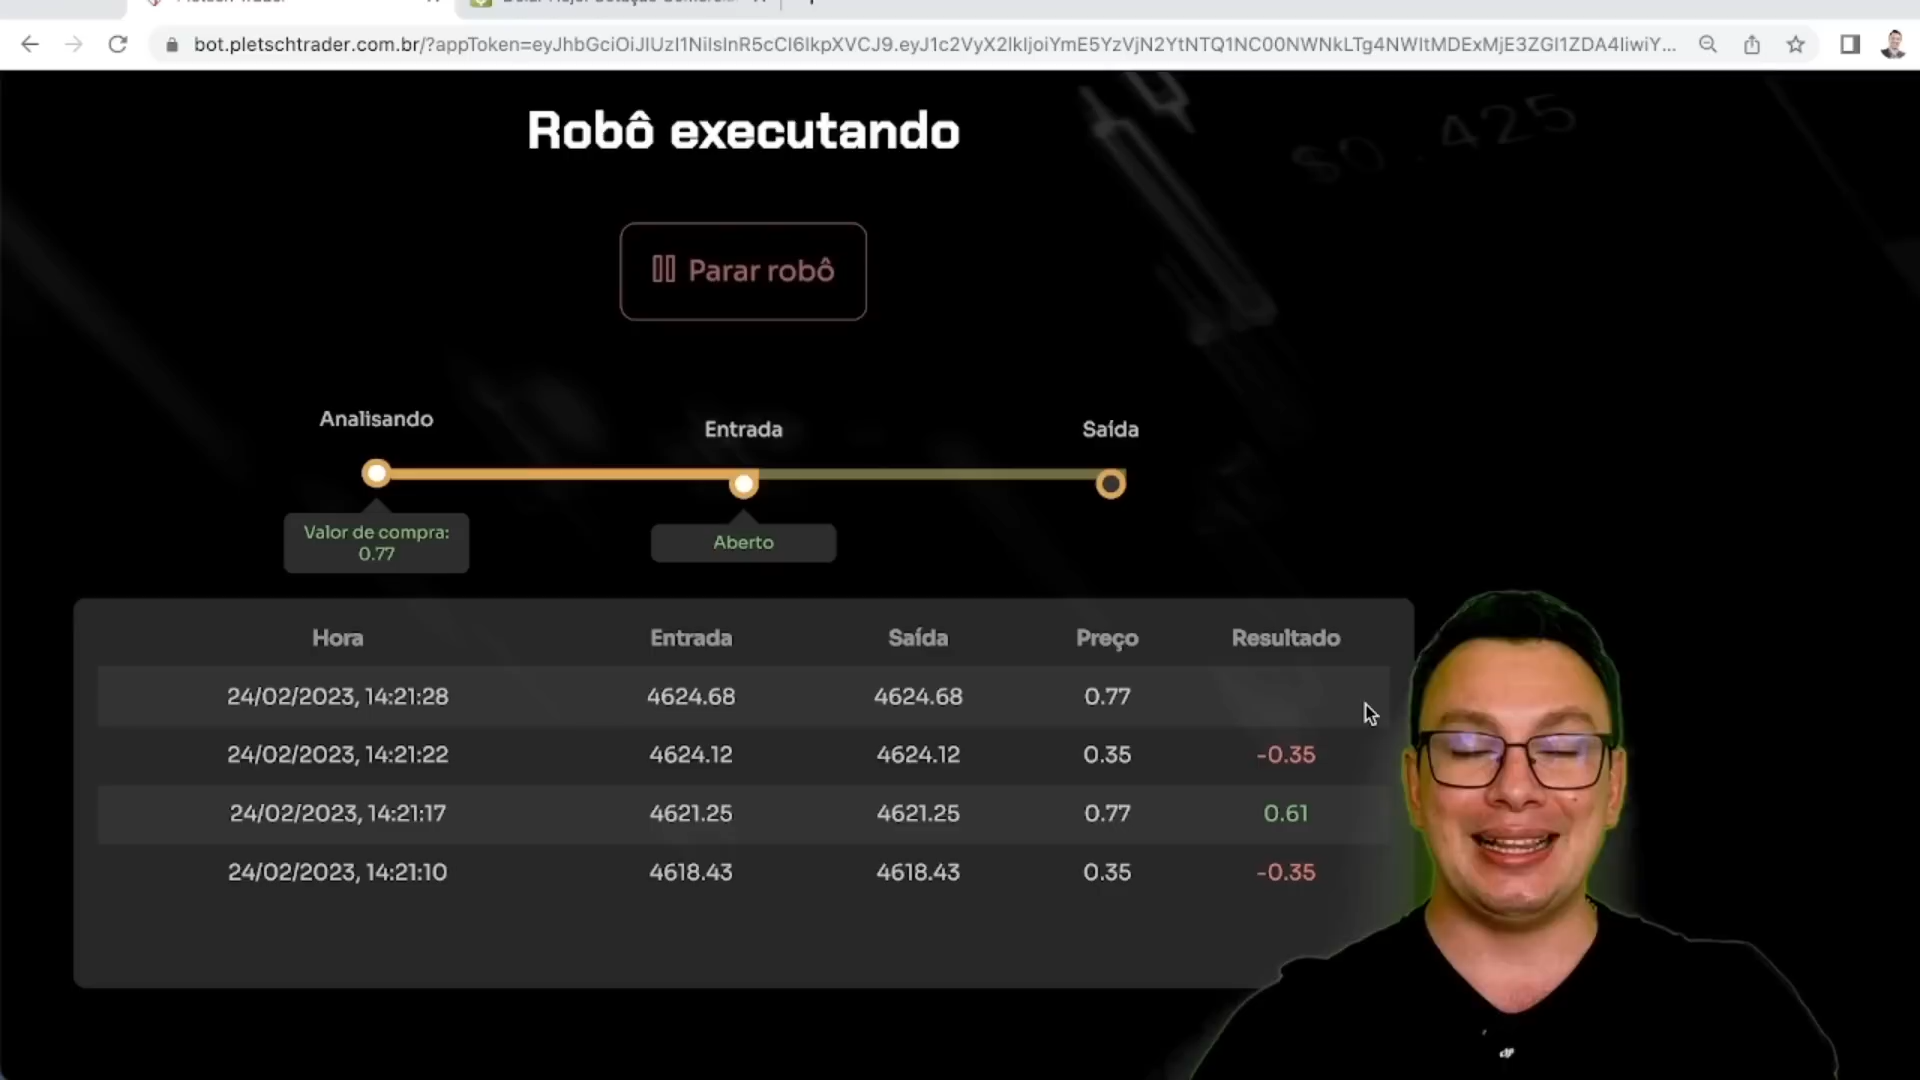 bot.pletschtrader.com.br/?appToken=eyJhbGciOiJIUzI1NiIsInR5cCI6IkpXVCJ9.eyJ1c2VyX2lkIjoiYmE5YzVjN2YtNTQ1NC00NWNkLTg4NWItMDExMjE3ZGI1ZDA4IiwiY...
$0.425
Robô executando
Parar robô
Analisando
Entrada
Saída
Valor de compra:
0.77
Aberto
Hora Entrada Saída Preço Resultado
24/02/2023, 14:21:28 4624.68 4624.68 0.77
24/02/2023, 14:21:22 4624.12 4624.12 0.35 -0.35
24/02/2023, 14:21:17 4621.25 4621.25 0.77 0.61
24/02/2023, 14:21:10 4618.43 4618.43 0.35 -0.35